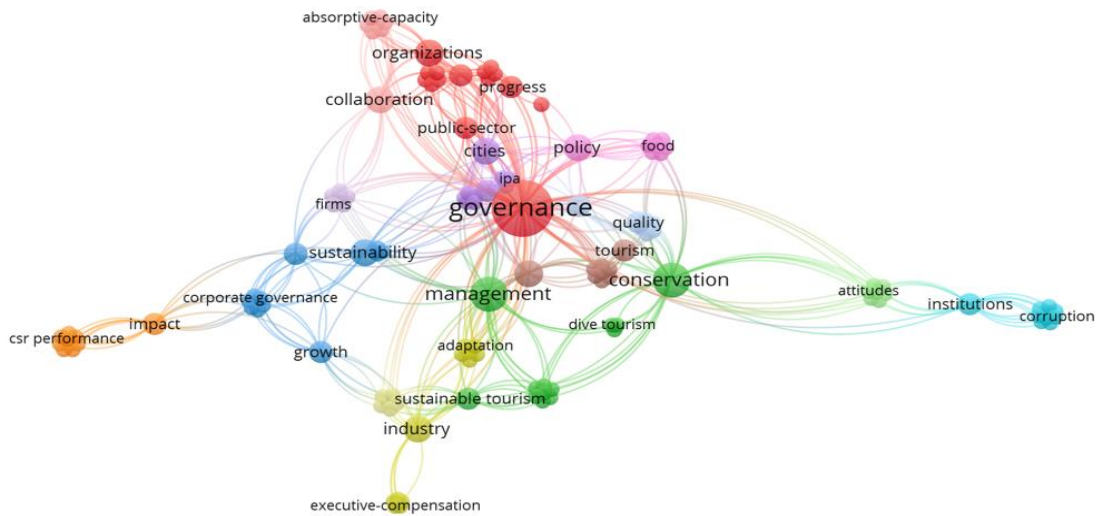 absorptive-capacity
organizations
progress
collaboration
public-sector
cities
policy
food
ipa
firms
governance
quality
sustainability
tourism
conservation
management
corporate governance
attitudes
institutions
corruption
impact
csr performance
dive tourism
growth
adaptation
sustainable tourism
industry
executive-compensation